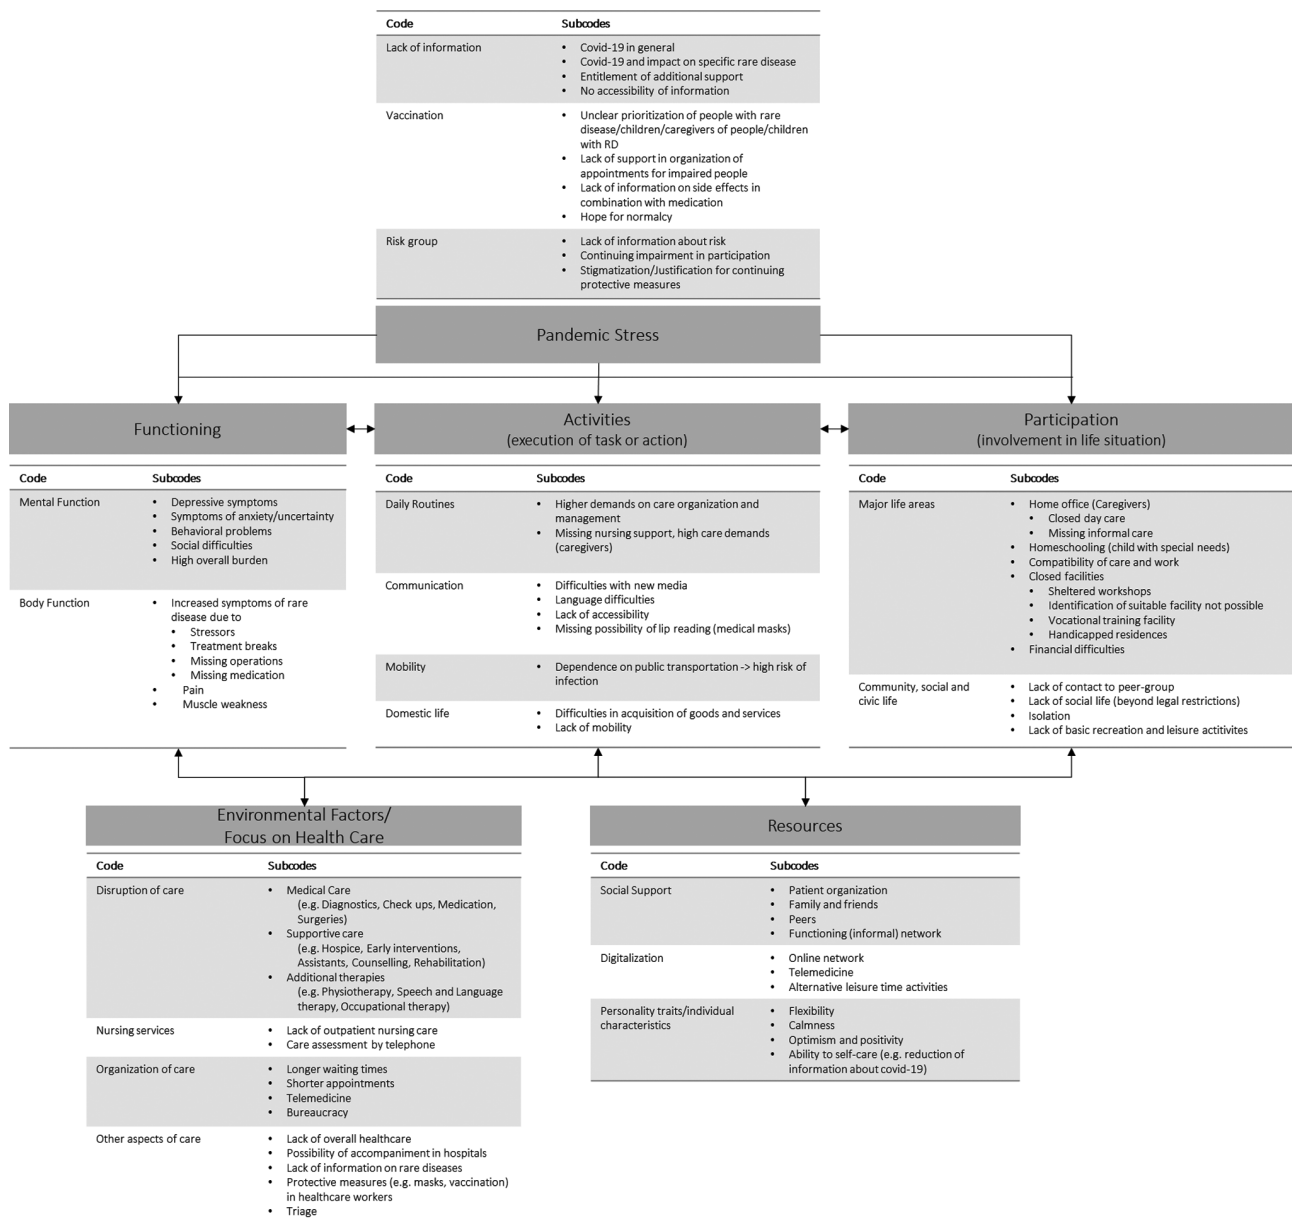 Code Subcodes
Lack of information • Covid-19 in general
• Covid-19 and impact on specific rare disease
• Entitlement of additional support
• No accessibility of information
Vaccination • Unclear prioritization of people with rare
disease/children/caregivers of people/children
with RD
• Lack of support in organization of
appointments for impaired people
• Lack of information on side effects in
combination with medication
• Hope for normalcy
Risk group • Lack of information about risk
• Continuing impairment in participation
• Stigmatization/Justification for continuing
protective measures
Pandemic Stress
Functioning
Code Subcodes
Mental Function • Depressive symptoms
• Symptoms of anxiety/uncertainty
• Behavioral problems
• Social difficulties
• High overall burden
Body Function • Increased symptoms of rare
disease due to
• Stressors
• Treatment breaks
• Missing operations
• Missing medication
• Pain
• Muscle weakness
Activities
(execution of task or action)
Code Subcodes
Daily Routines • Higher demands on care organization and
management
• Missing nursing support, high care demands
(caregivers)
Communication • Difficulties with new media
• Language difficulties
• Lack of accessibility
• Missing possibility of lip reading (medical masks)
Mobility • Dependence on public transportation -> high risk of
infection
Domestic life • Difficulties in acquisition of goods and services
• Lack of mobility
Participation
(involvement in life situation)
Code Subcodes
Major life areas • Home office (Caregivers)
• Closed day care
• Missing informal care
• Homeschooling (child with special needs)
• Compatibility of care and work
• Closed facilities
• Sheltered workshops
• Identification of suitable facility not possible
• Vocational training facility
• Handicapped residences
• Financial difficulties
Community, social and • Lack of contact to peer-group
civic life • Lack of social life (beyond legal restrictions)
• Isolation
• Lack of basic recreation and leisure actitivites
Environmental Factors/
Focus on Health Care
Code Subcodes
Disruption of care • Medical Care
(e.g. Diagnostics, Check ups, Medication,
Surgeries)
• Supportive care
(e.g. Hospice, Early interventions,
Assistants, Counselling, Rehabilitation)
• Additional therapies
(e.g. Physiotherapy, Speech and Language
therapy, Occupational therapy)
Nursing services • Lack of outpatient nursing care
• Care assessment by telephone
Organization of care • Longer waiting times
• Shorter appointments
• Telemedicine
• Bureaucracy
Other aspects of care • Lack of overall healthcare
• Possibility of accompaniment in hospitals
• Lack of information on rare diseases
• Protective measures (e.g. masks, vaccination)
in healthcare workers
• Triage
Resources
Code Subcodes
Social Support • Patient organization
• Family and friends
• Peers
• Functioning (informal) network
Digitalization • Online network
• Telemedicine
• Alternative leisure time activities
Personality traits/individual • Flexibility
characteristics • Calmness
• Optimism and positivity
• Ability to self-care (e.g. reduction of
information about covid-19)